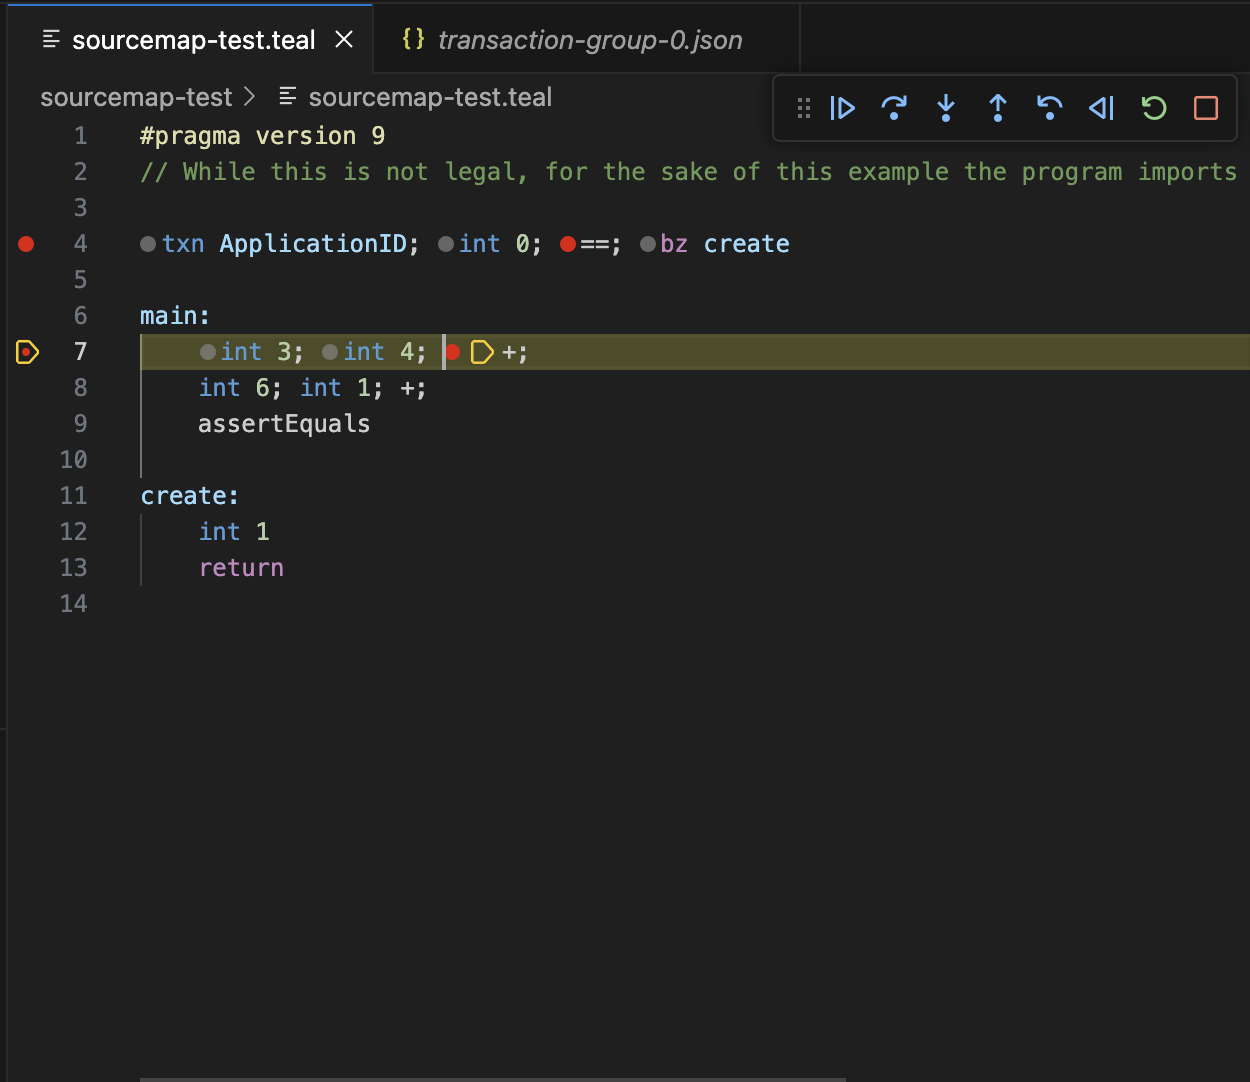 sourcemap-test.teal
{} transaction-group-0.json
sourcemap-test > sourcemap-test.teal
1 #pragma version 9
2 // While this is not legal, for the sake of this example the program imports
3
4 txn ApplicationID; int 0; ==; bz create
5
6 main:
7 int 3; int 4; +;
8 int 6; int 1; +;
9 assertEquals
10
11 create:
12 int 1
13 return
14